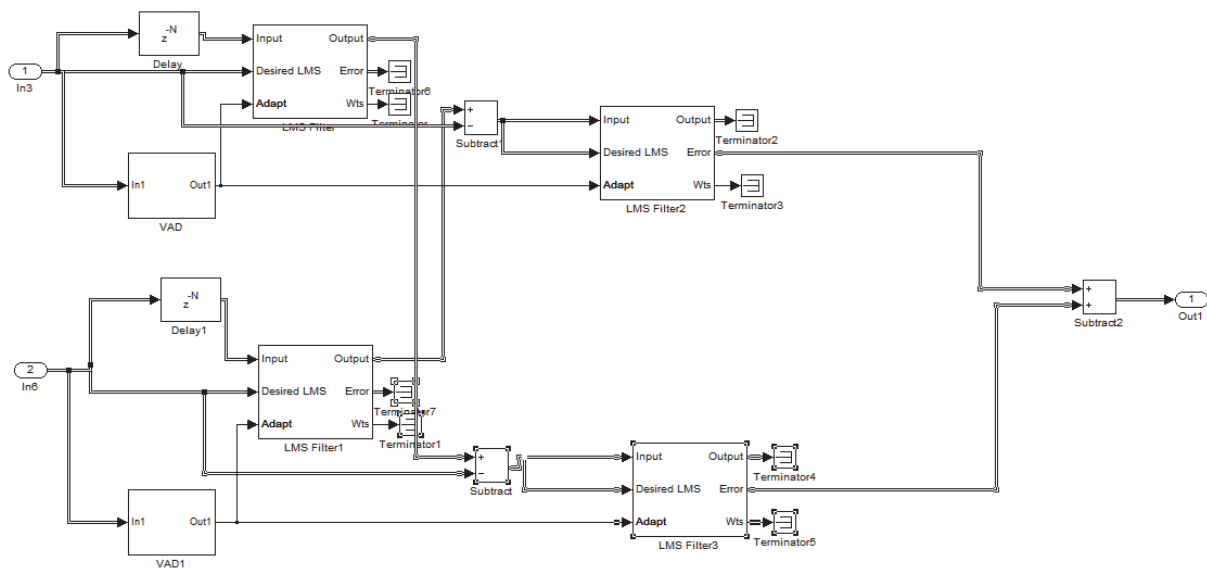 -N
z
Delay
1
In3
Input
Output
Desired LMS
Error
Adapt
Wts
LMS Filter
Terminator6
Terminator
In1
Out1
VAD
+
−
Subtract1
Input
Output
Desired LMS
Error
Adapt
Wts
LMS Filter2
Terminator2
Terminator3
-N
z
Delay1
2
In6
Input
Output
Desired LMS
Error
Adapt
Wts
LMS Filter1
Terminator7
Terminator1
In1
Out1
VAD1
+
−
Subtract
Input
Output
Desired LMS
Error
Adapt
Wts
LMS Filter3
Terminator4
Terminator5
+
+
Subtract2
1
Out1